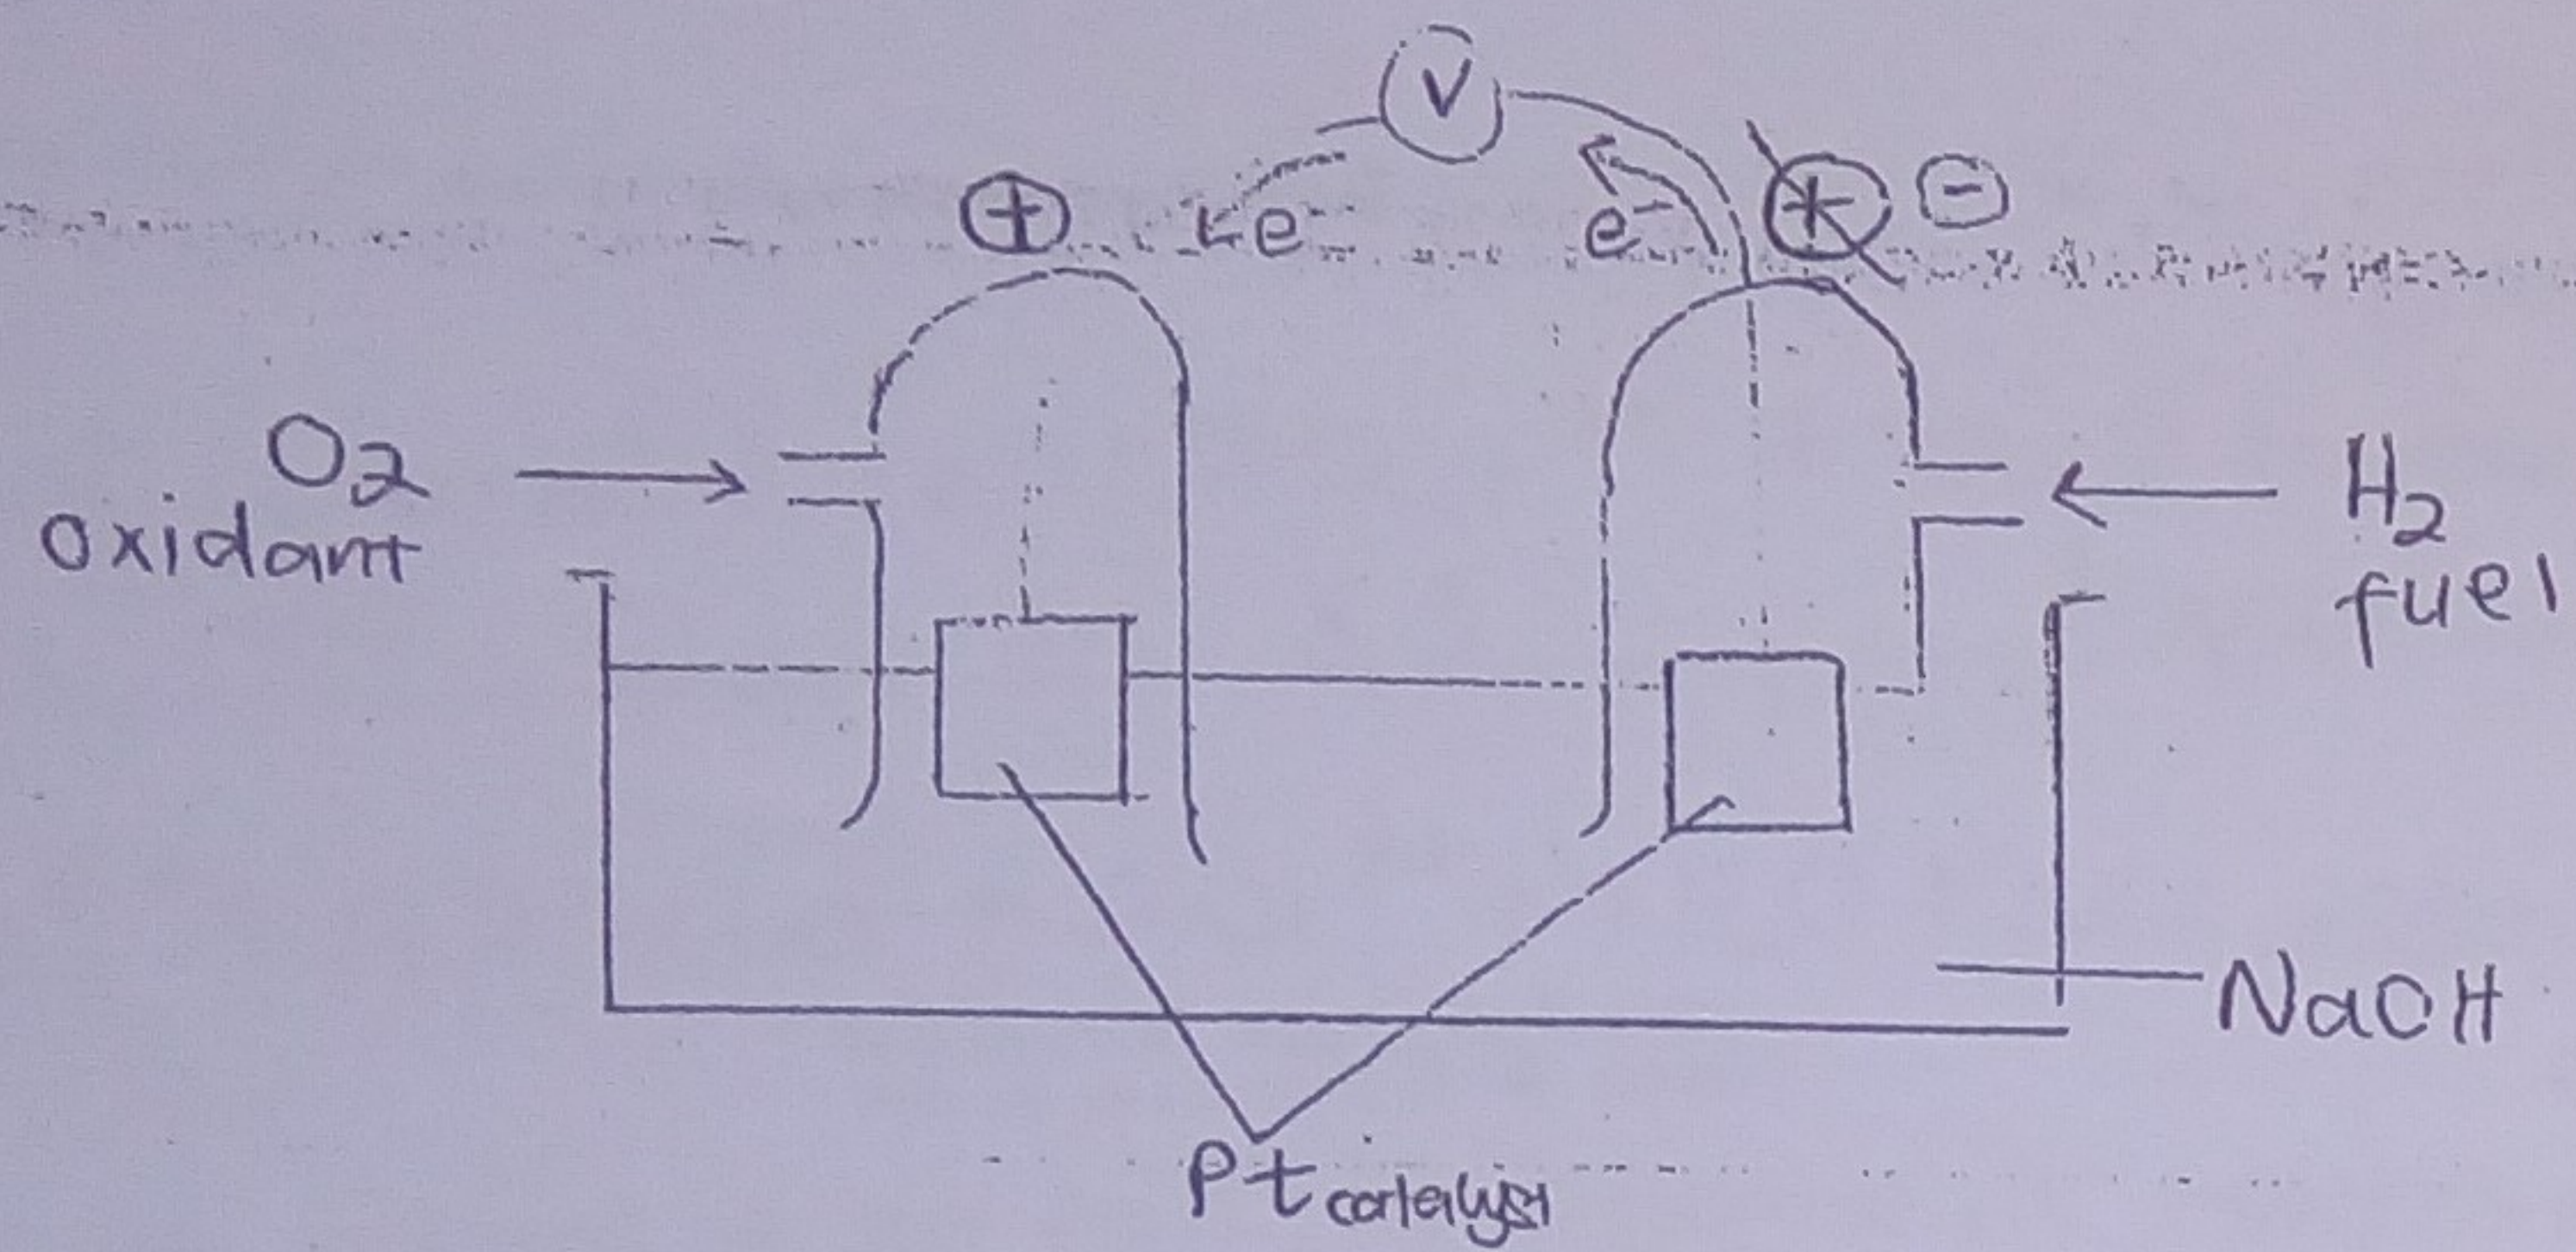 V
⊕ e⁻ e⁻ ⊖
O₂
oxidant
H₂
fuel
NaOH
Pt catalyst